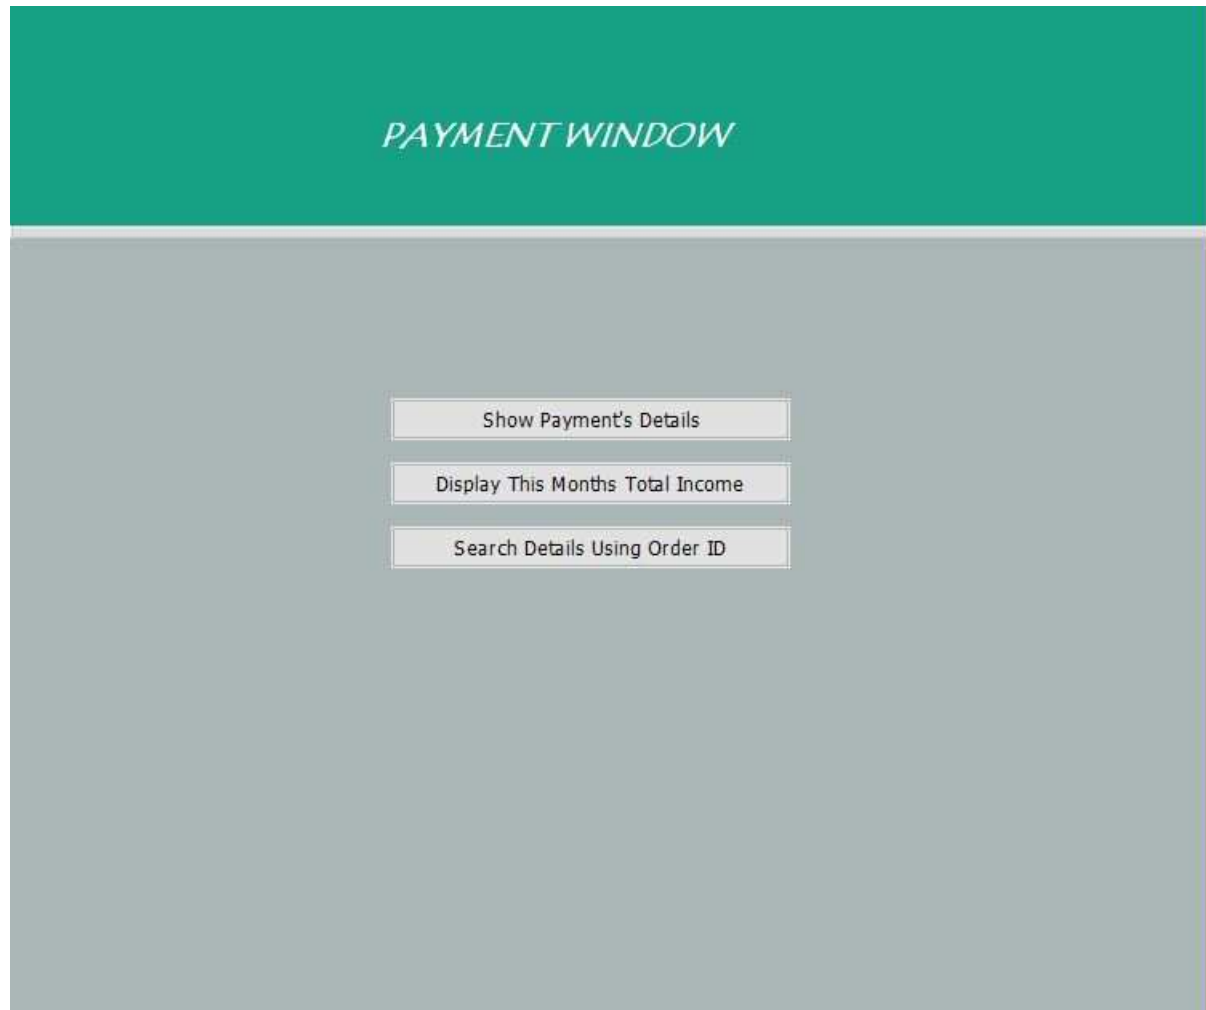 PAYMENT WINDOW
Show Payment's Details
Display This Months Total Income
Search Details Using Order ID